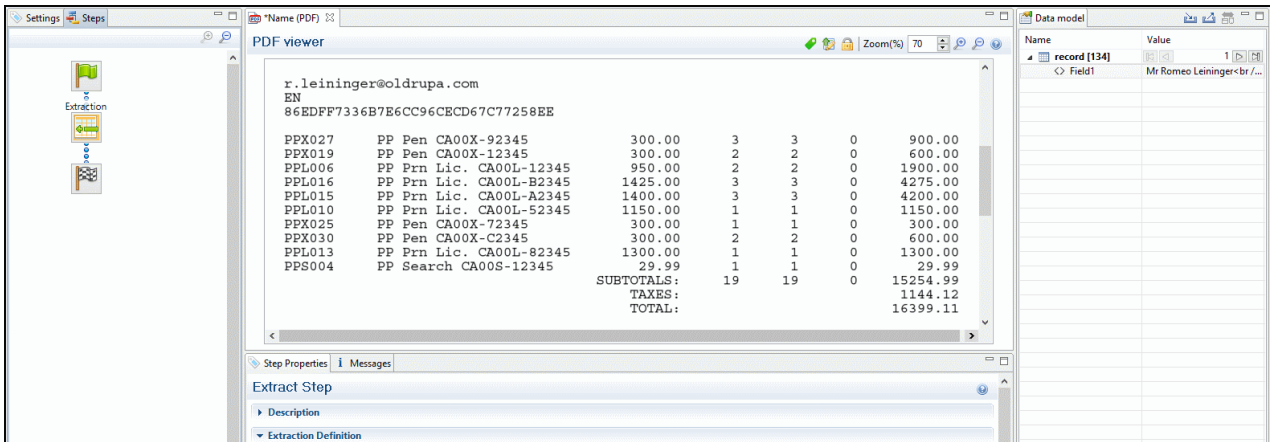 Settings Steps
Extraction
*Name (PDF)
PDF viewer
Zoom(%) 70
r.leininger@oldrupa.com
EN
86EDFF7336B7E6CC96CECD67C77258EE
PPX027 PP Pen CA00X-92345 300.00 3 3 0 900.00
PPX019 PP Pen CA00X-12345 300.00 2 2 0 600.00
PPL006 PP Prn Lic. CA00L-12345 950.00 2 2 0 1900.00
PPL016 PP Prn Lic. CA00L-B2345 1425.00 3 3 0 4275.00
PPL015 PP Prn Lic. CA00L-A2345 1400.00 3 3 0 4200.00
PPL010 PP Prn Lic. CA00L-52345 1150.00 1 1 0 1150.00
PPX025 PP Pen CA00X-72345 300.00 1 1 0 300.00
PPX030 PP Pen CA00X-C2345 300.00 2 2 0 600.00
PPL013 PP Prn Lic. CA00L-82345 1300.00 1 1 0 1300.00
PPS004 PP Search CA00S-12345 29.99 1 1 0 29.99
SUBTOTALS: 19 19 0 15254.99
TAXES: 1144.12
TOTAL: 16399.11
Step Properties Messages
Extract Step
Description
Extraction Definition
Data model
Name Value
record [134] 1
Field1 Mr Romeo Leininger<br /...